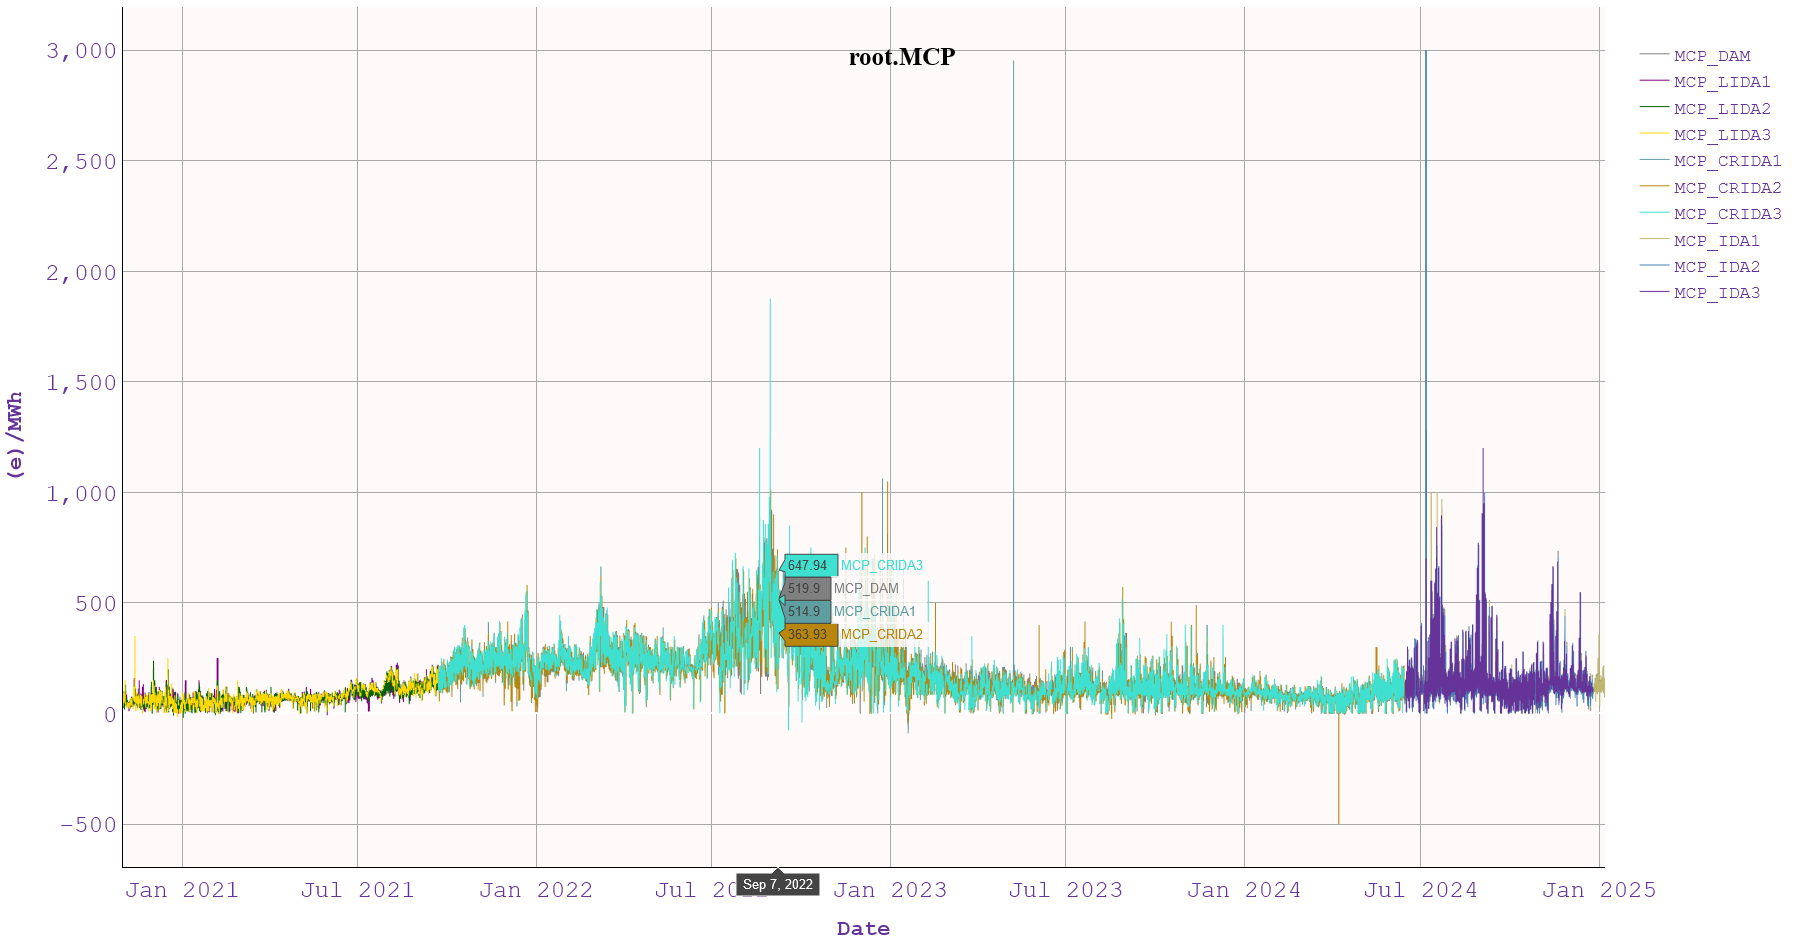 root.MCP
3,000
2,500
2,000
1,500
1,000
500
0
−500
(e)/MWh
MCP_DAM
MCP_LIDA1
MCP_LIDA2
MCP_LIDA3
MCP_CRIDA1
MCP_CRIDA2
MCP_CRIDA3
MCP_IDA1
MCP_IDA2
MCP_IDA3
647.94 MCP_CRIDA3
519.9 MCP_DAM
514.9 MCP_CRIDA1
363.93 MCP_CRIDA2
Sep 7, 2022
Jan 2021 Jul 2021 Jan 2022 Jul Jan 2023 Jul 2023 Jan 2024 Jul 2024 Jan 2025
Date